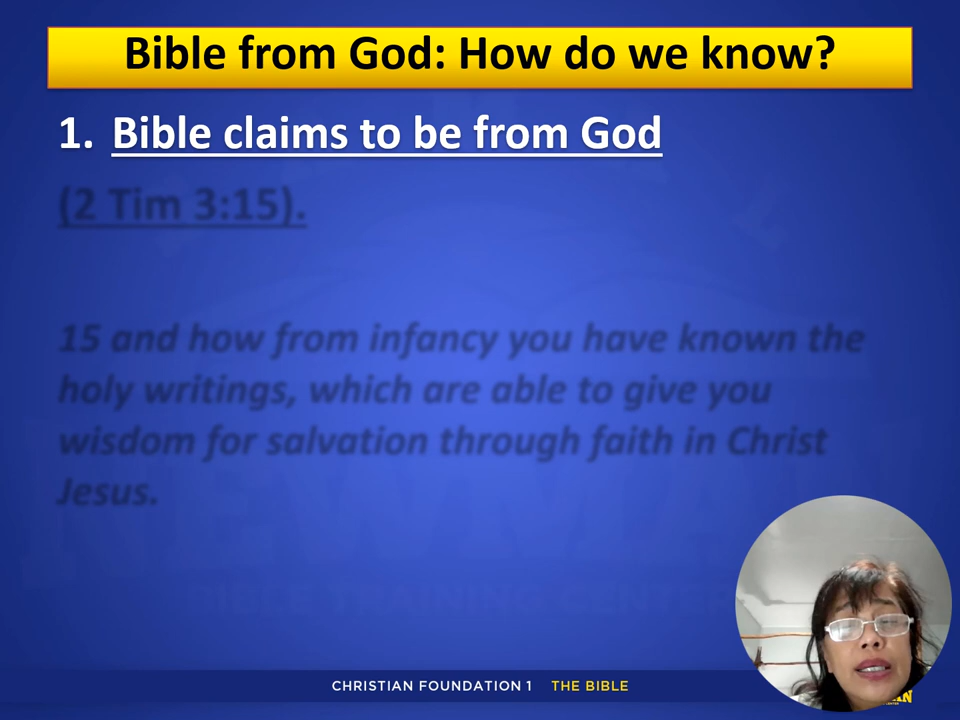 Bible from God: How do we know?
1. Bible claims to be from God
(2 Tim 3:15).
15 and how from infancy you have known the
holy writings, which are able to give you
wisdom for salvation through faith in Christ
Jesus.
CHRISTIAN FOUNDATION 1 THE BIBLE